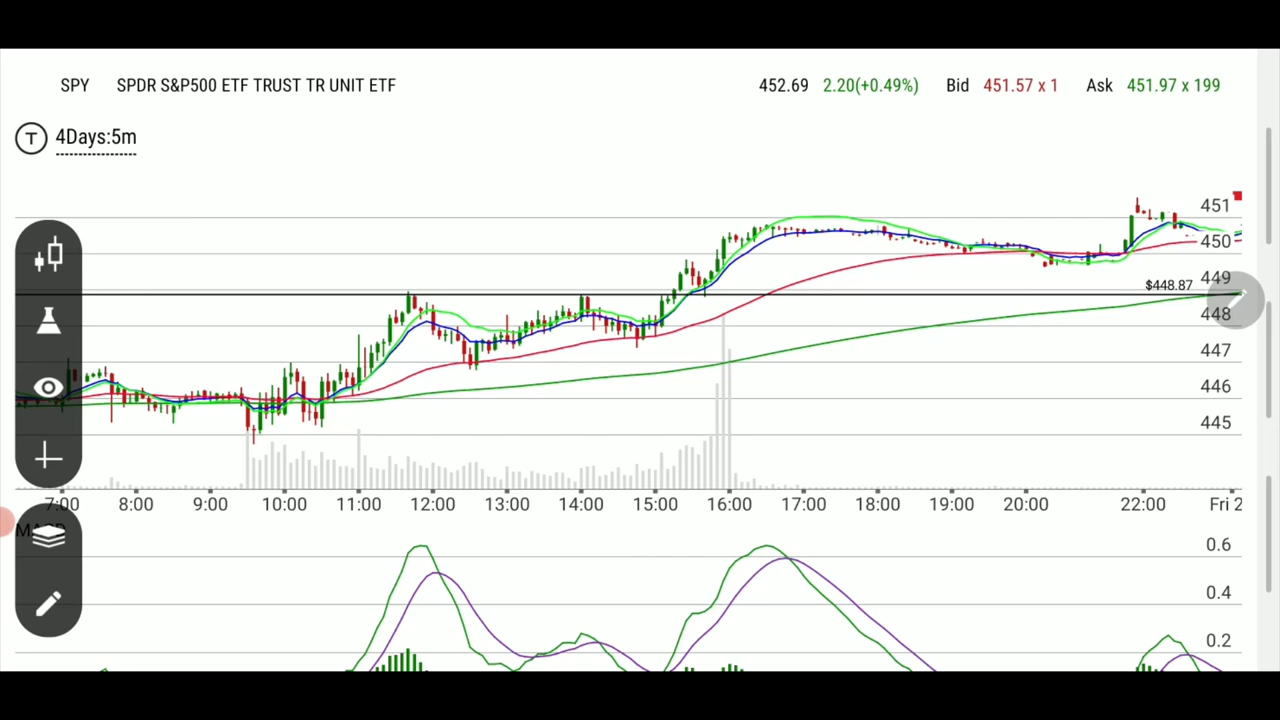 SPY SPDR S&P500 ETF TRUST TR UNIT ETF 452.69 2.20(+0.49%) Bid 451.57 x 1 Ask 451.97 x 199
T 4Days:5m
451
450
449
$448.87
448
447
446
445
7:00 8:00 9:00 10:00 11:00 12:00 13:00 14:00 15:00 16:00 17:00 18:00 19:00 20:00 22:00 Fri 2
MACD
0.6
0.4
0.2